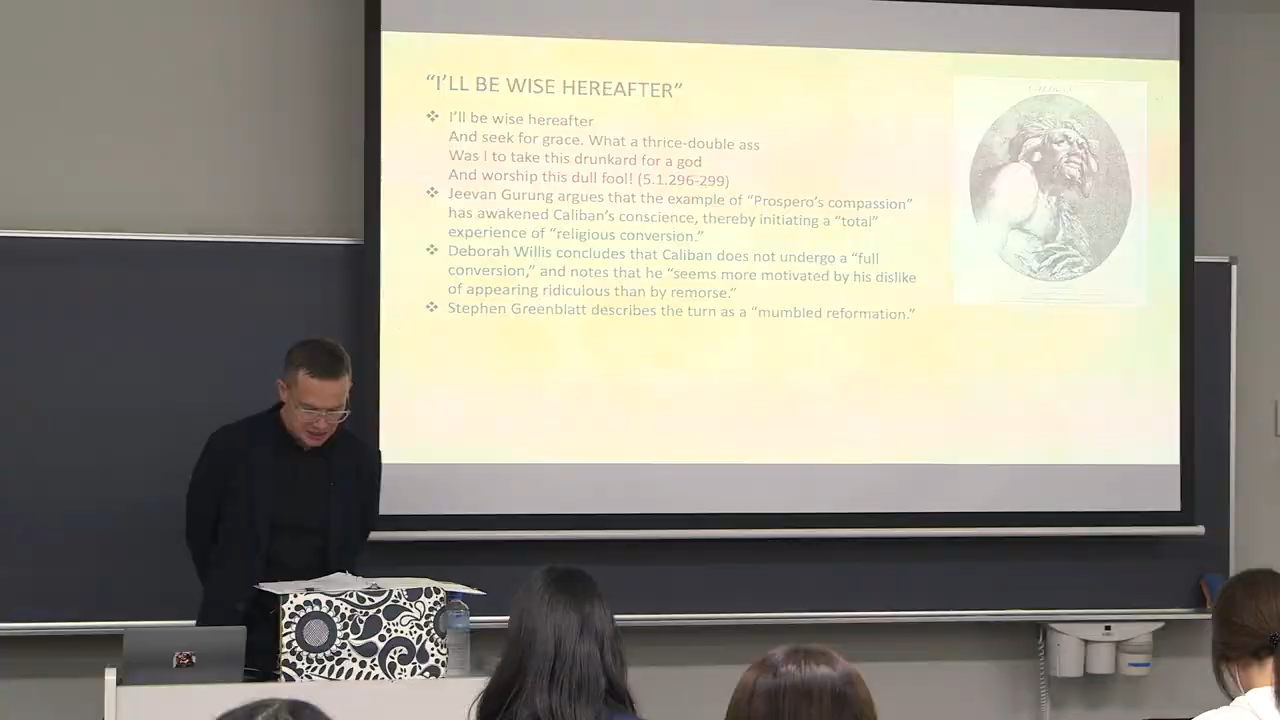 “I’LL BE WISE HEREAFTER”
❖ I’ll be wise hereafter
And seek for grace. What a thrice-double ass
Was I to take this drunkard for a god
And worship this dull fool! (5.1.296-299)
❖ Jeevan Gurung argues that the example of “Prospero’s compassion”
has awakened Caliban’s conscience, thereby initiating a “total”
experience of “religious conversion.”
❖ Deborah Willis concludes that Caliban does not undergo a “full
conversion,” and notes that he “seems more motivated by his dislike
of appearing ridiculous than by remorse.”
❖ Stephen Greenblatt describes the turn as a “mumbled reformation.”